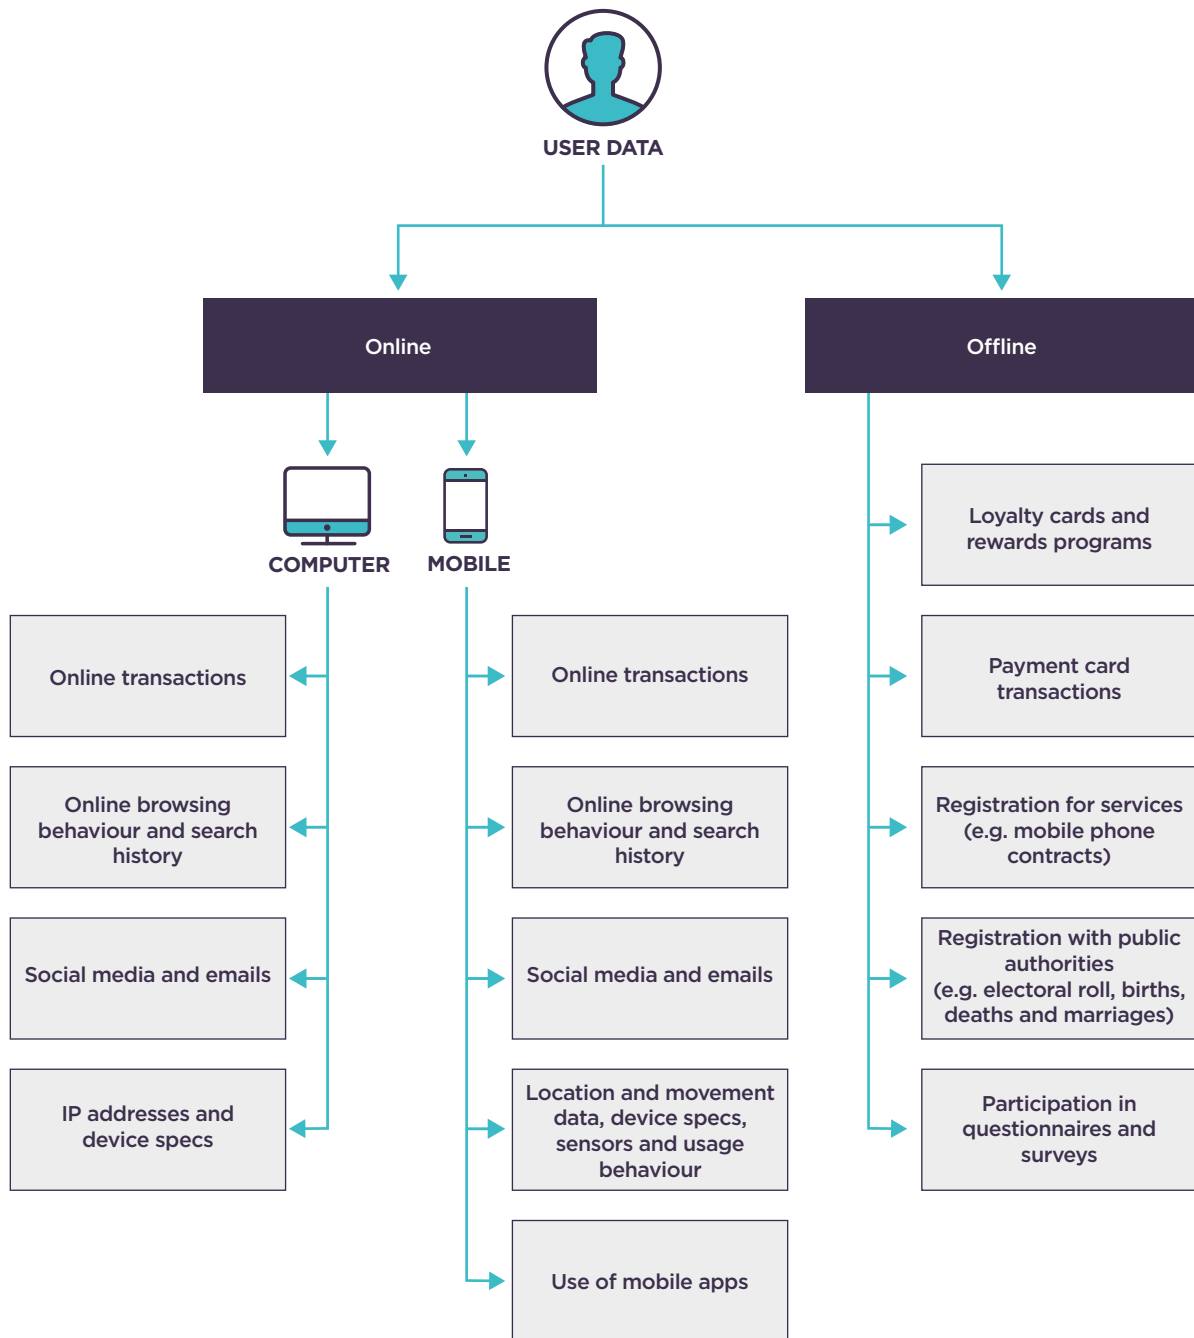 USER DATA
Online
Offline
COMPUTER
MOBILE
Online transactions
Online browsing
behaviour and search
history
Social media and emails
IP addresses and
device specs
Online transactions
Online browsing
behaviour and search
history
Social media and emails
Location and movement
data, device specs,
sensors and usage
behaviour
Use of mobile apps
Loyalty cards and
rewards programs
Payment card
transactions
Registration for services
(e.g. mobile phone
contracts)
Registration with public
authorities
(e.g. electoral roll, births,
deaths and marriages)
Participation in
questionnaires and
surveys